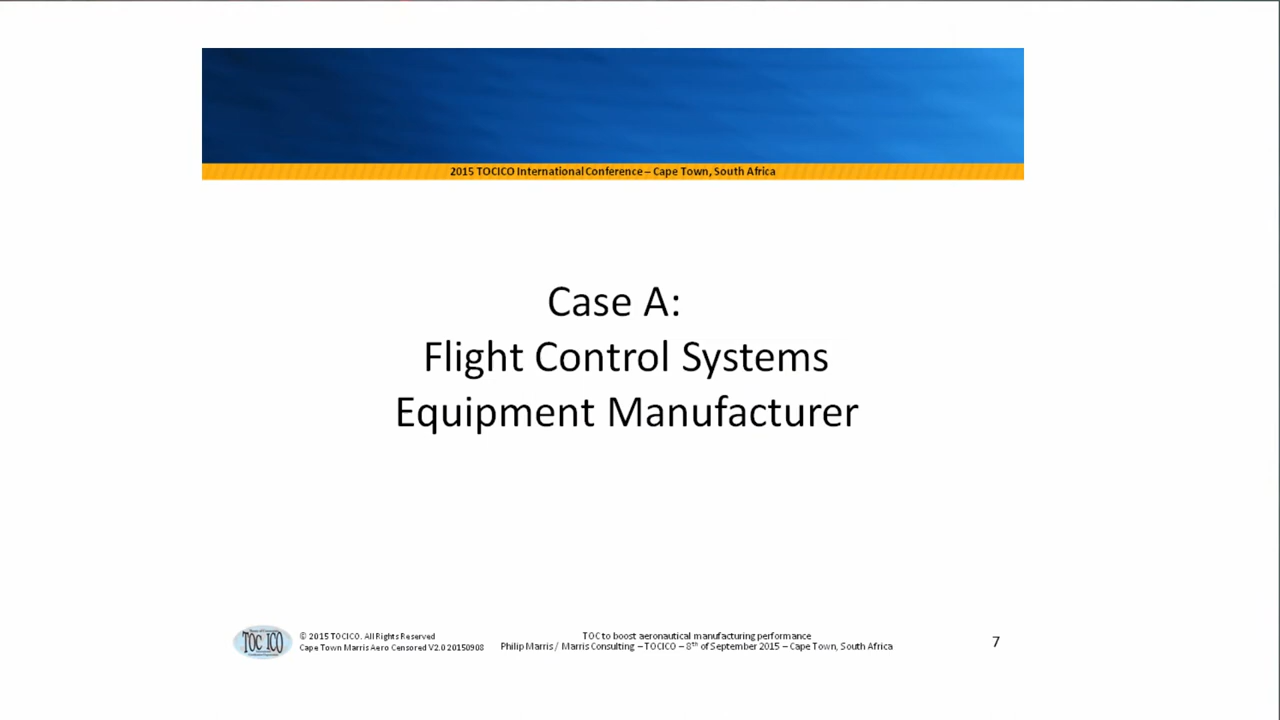 2015 TOCICO International Conference – Cape Town, South Africa
Case A:
Flight Control Systems
Equipment Manufacturer
TOC ICO
© 2015 TOCICO. All Rights Reserved
Cape Town Marris Aero Censored V2.0 20150908
TOC to boost aeronautical manufacturing performance
Philip Marris / Marris Consulting – TOCICO – 8th of September 2015 – Cape Town, South Africa
7